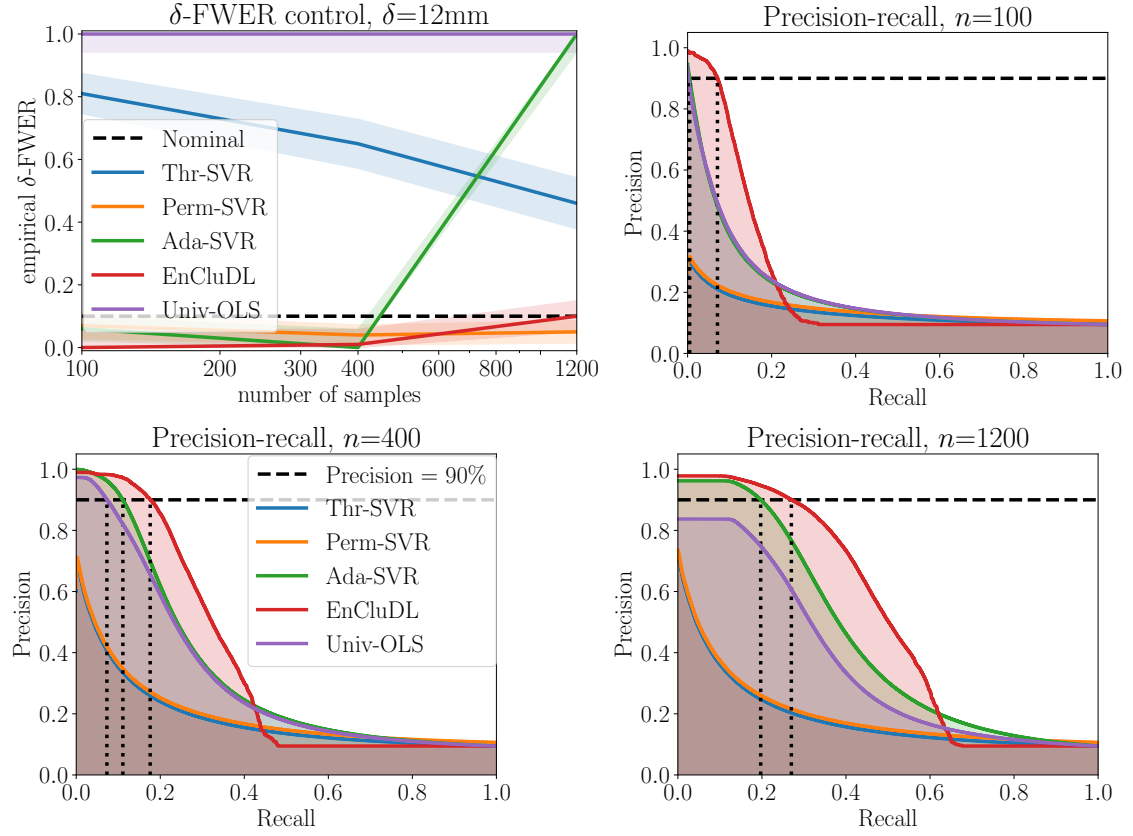 δ-FWER control, δ=12mm
empirical δ-FWER
1.0
0.8
0.6
0.4
0.2
0.0
Nominal
Thr-SVR
Perm-SVR
Ada-SVR
EnCluDL
Univ-OLS
100 200 300 400 600 800 1200
number of samples
Precision-recall, n=100
Precision
1.0
0.8
0.6
0.4
0.2
0.0
0.0 0.2 0.4 0.6 0.8 1.0
Recall
Precision-recall, n=400
Precision
1.0
0.8
0.6
0.4
0.2
0.0
Precision = 90%
Thr-SVR
Perm-SVR
Ada-SVR
EnCluDL
Univ-OLS
0.0 0.2 0.4 0.6 0.8 1.0
Recall
Precision-recall, n=1200
Precision
1.0
0.8
0.6
0.4
0.2
0.0
0.0 0.2 0.4 0.6 0.8 1.0
Recall